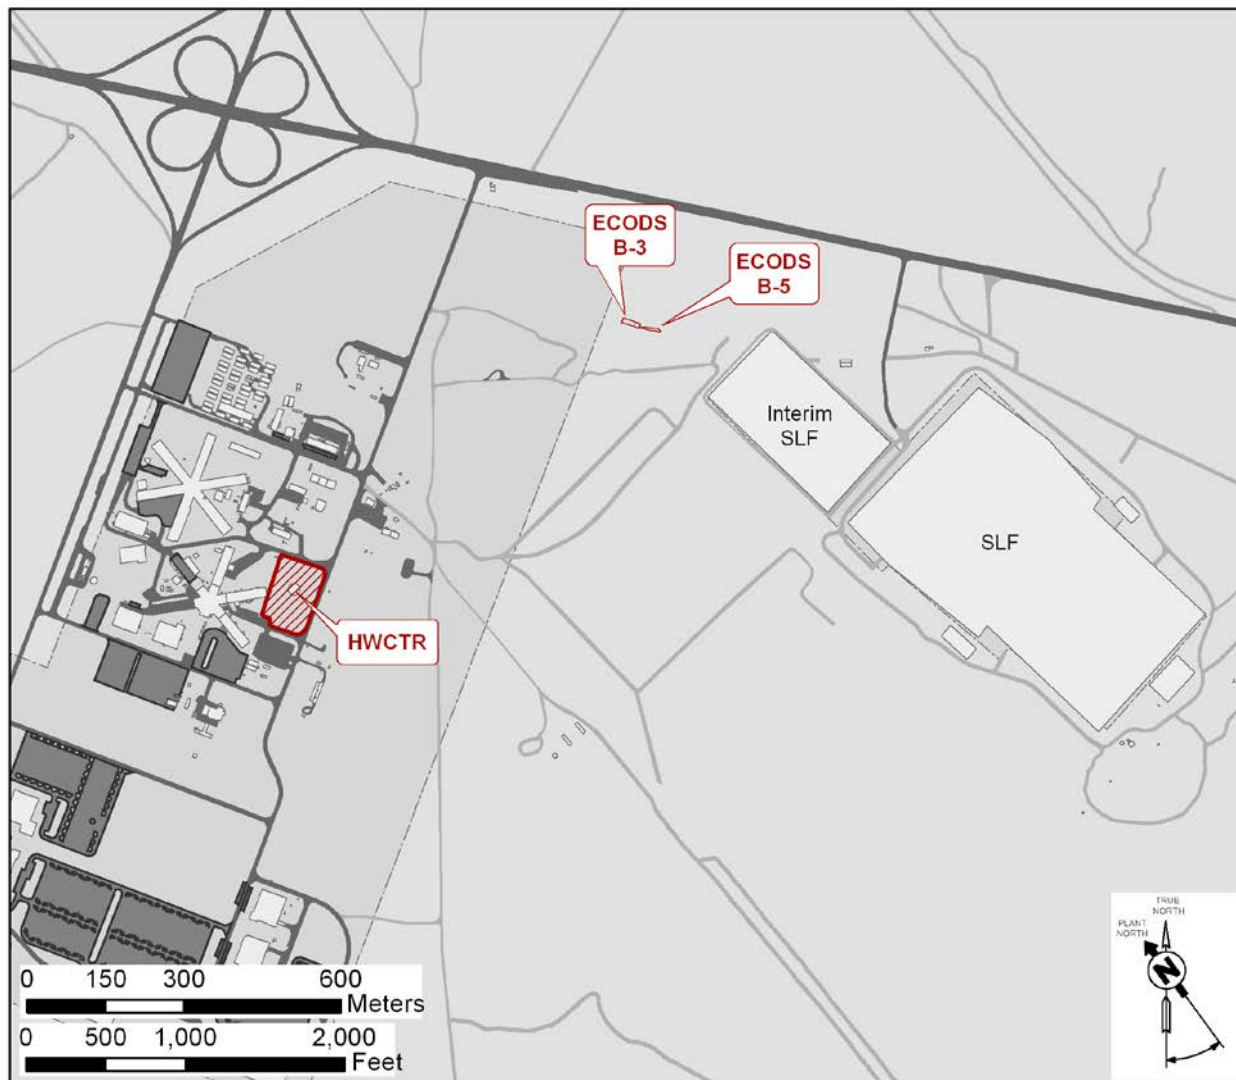 ECODS
B-3
ECODS
B-5
Interim
SLF
SLF
HWCTR
TRUE
NORTH
PLANT
NORTH
N
0 150 300 600
Meters
0 500 1,000 2,000
Feet